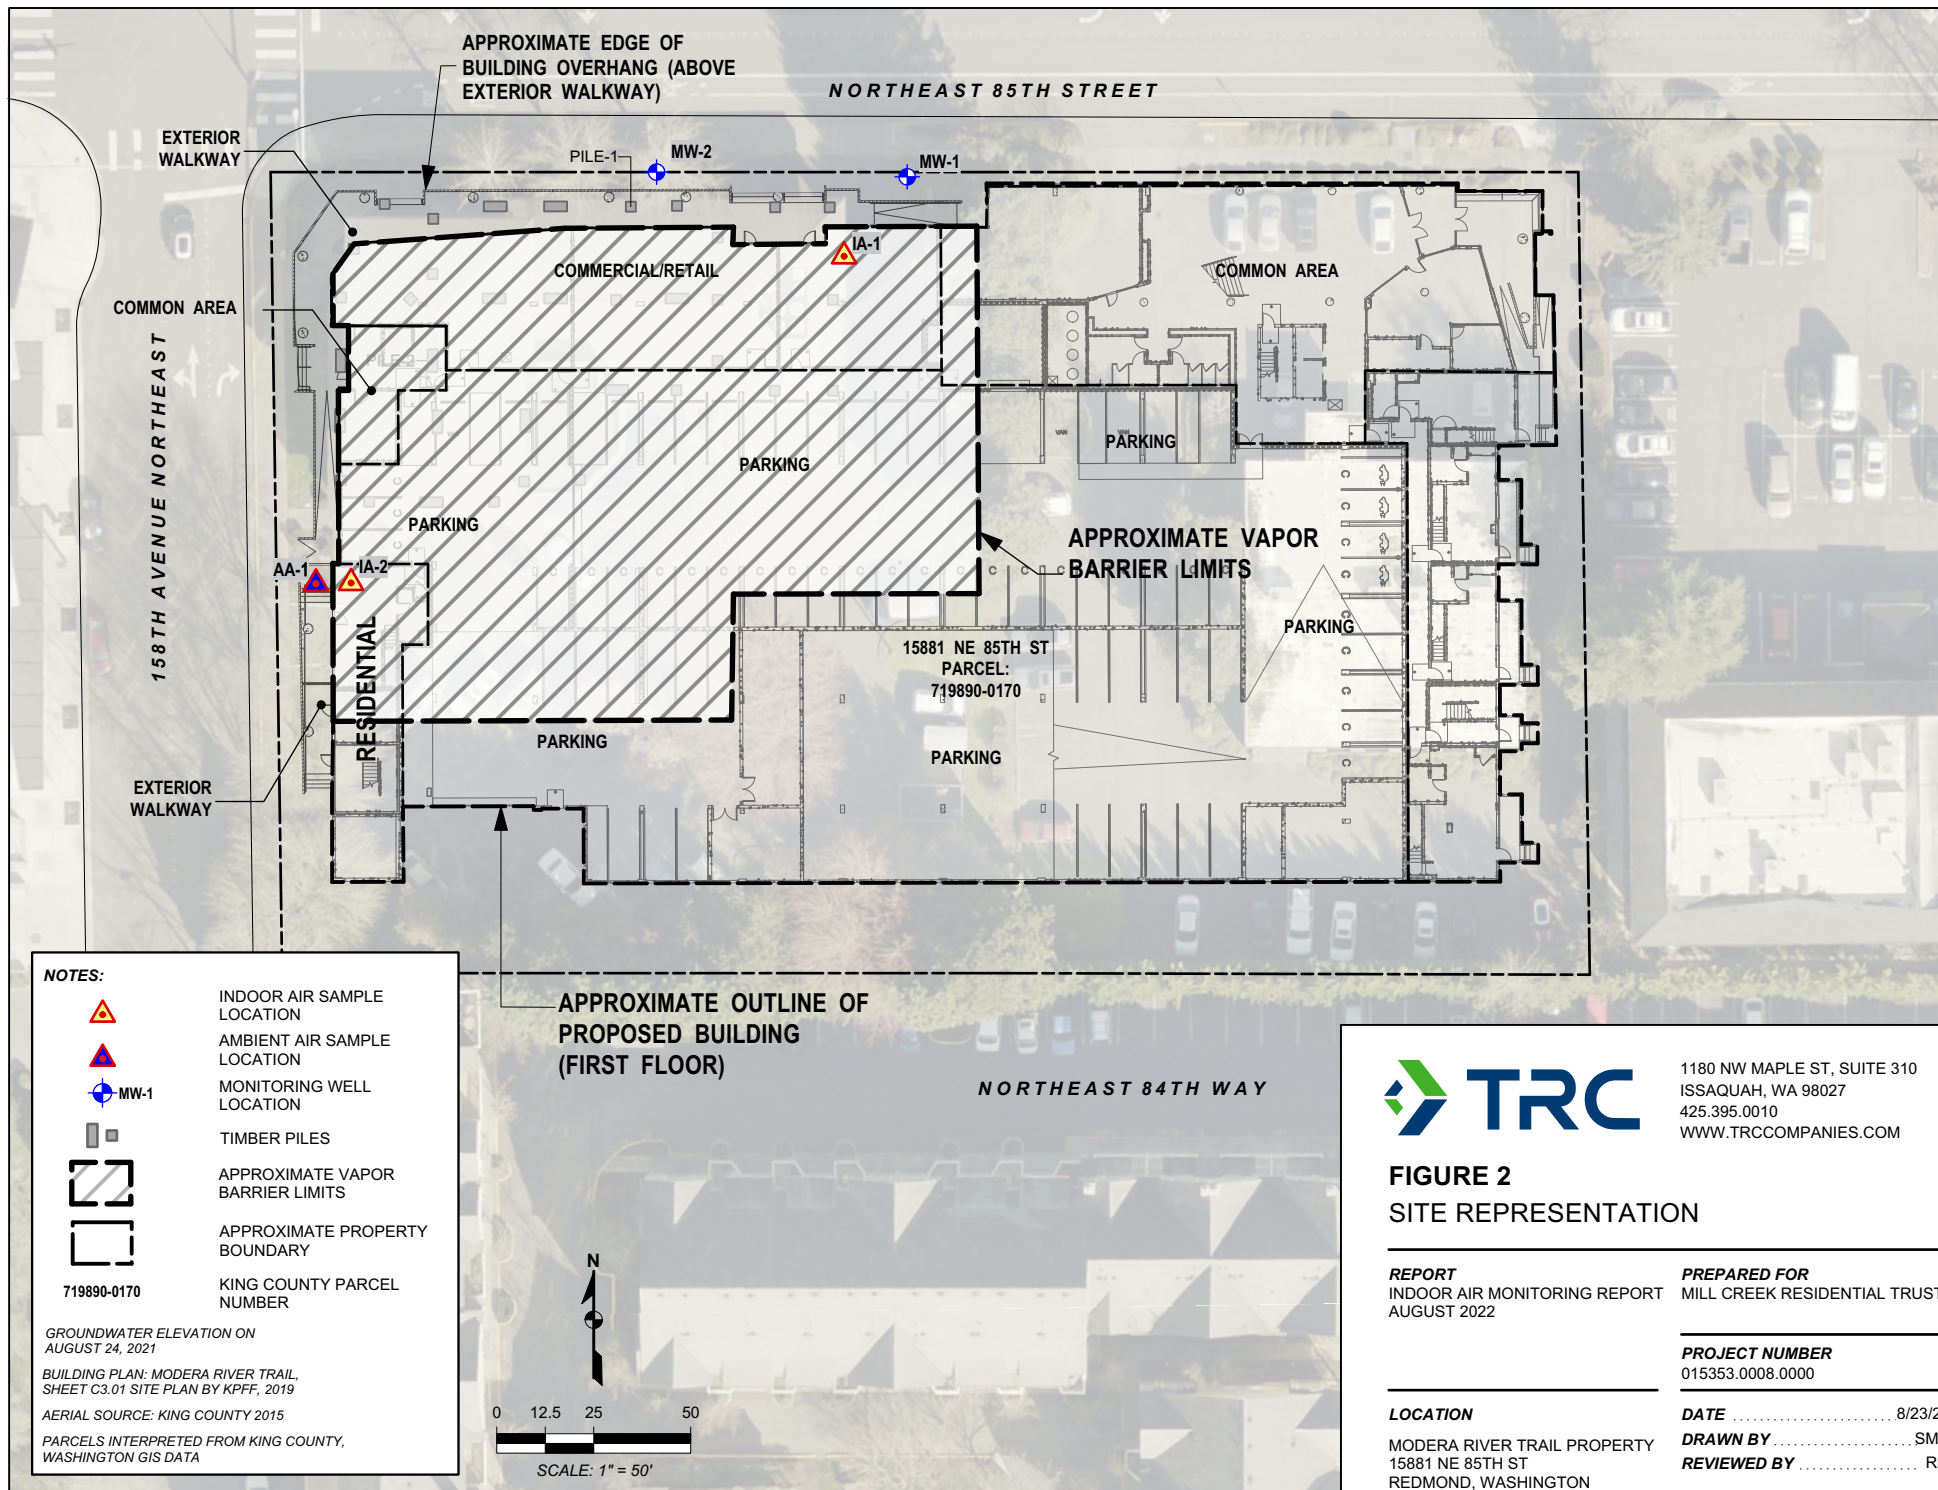 APPROXIMATE EDGE OF
BUILDING OVERHANG (ABOVE
EXTERIOR WALKWAY)
NORTHEAST 85TH STREET
EXTERIOR
WALKWAY
PILE-1
MW-2
MW-1
IA-1
COMMERCIAL/RETAIL
COMMON AREA
COMMON AREA
158TH AVENUE NORTHEAST
PILE-2
VAN
VAN
PARKING
PARKING
PARKING
APPROXIMATE VAPOR
BARRIER LIMITS
AA-1
IA-2
RESIDENTIAL
PARKING
15881 NE 85TH ST
PARCEL:
719890-0170
PARKING
PARKING
EXTERIOR
WALKWAY
APPROXIMATE OUTLINE OF
PROPOSED BUILDING
(FIRST FLOOR)
NORTHEAST 84TH WAY
NOTES:
INDOOR AIR SAMPLE
LOCATION
AMBIENT AIR SAMPLE
LOCATION
MW-1
MONITORING WELL
LOCATION
TIMBER PILES
APPROXIMATE VAPOR
BARRIER LIMITS
APPROXIMATE PROPERTY
BOUNDARY
719890-0170
KING COUNTY PARCEL
NUMBER
GROUNDWATER ELEVATION ON
AUGUST 24, 2021
BUILDING PLAN: MODERA RIVER TRAIL,
SHEET C3.01 SITE PLAN BY KPFF, 2019
AERIAL SOURCE: KING COUNTY 2015
PARCELS INTERPRETED FROM KING COUNTY,
WASHINGTON GIS DATA
N
0 12.5 25 50
SCALE: 1" = 50'
TRC
1180 NW MAPLE ST, SUITE 310
ISSAQUAH, WA 98027
425.395.0010
WWW.TRCCOMPANIES.COM
FIGURE 2
SITE REPRESENTATION
REPORT
INDOOR AIR MONITORING REPORT
AUGUST 2022
PREPARED FOR
MILL CREEK RESIDENTIAL TRUST
PROJECT NUMBER
015353.0008.0000
LOCATION
MODERA RIVER TRAIL PROPERTY
15881 NE 85TH ST
REDMOND, WASHINGTON
DATE 8/23/2
DRAWN BY SM
REVIEWED BY R